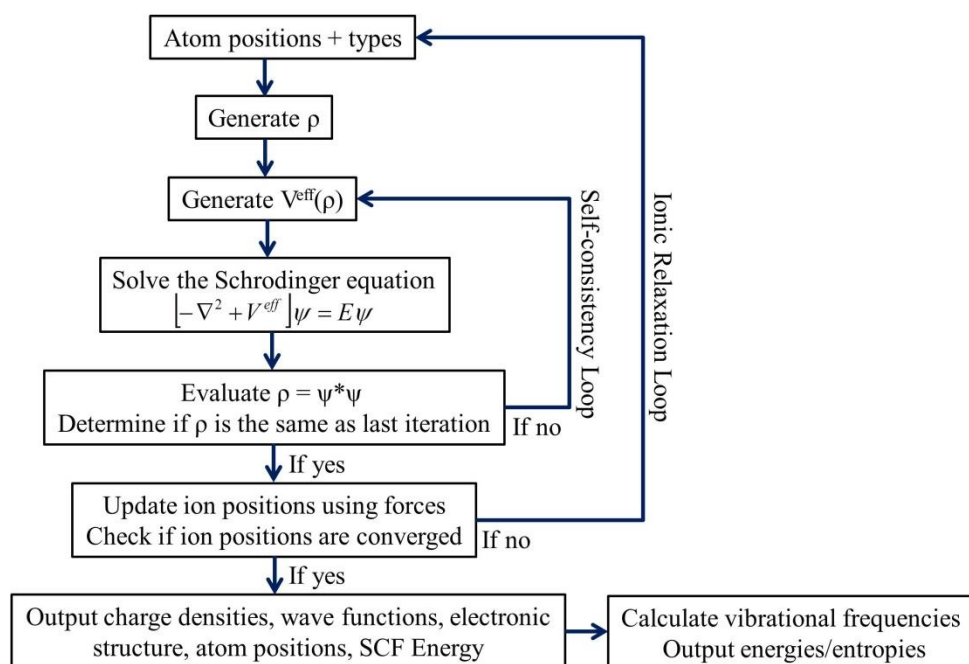 Atom positions + types
Generate ρ
Generate V^eff(ρ)
Solve the Schrodinger equation
⌊−∇² + V^eff⌋ψ = Eψ
Evaluate ρ = ψ*ψ
Determine if ρ is the same as last iteration
If no
Self-consistency Loop
If yes
Update ion positions using forces
Check if ion positions are converged
If no
Ionic Relaxation Loop
If yes
Output charge densities, wave functions, electronic
structure, atom positions, SCF Energy
Calculate vibrational frequencies
Output energies/entropies